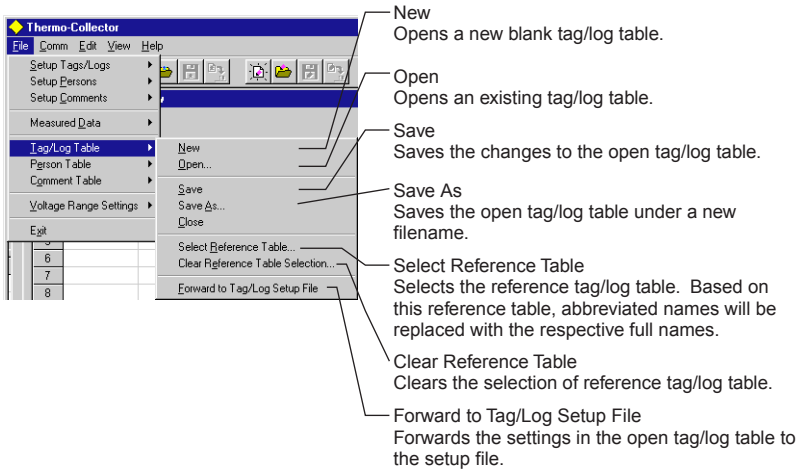 Thermo-Collector
File Comm Edit View Help
Setup Tags/Logs
Setup Persons
Setup Comments
Measured Data
Tag/Log Table
Person Table
Comment Table
Voltage Range Settings
Exit
New
Open...
Save
Save As...
Close
Select Reference Table...
Clear Reference Table Selection...
Forward to Tag/Log Setup File
6
7
8
New
Opens a new blank tag/log table.
Open
Opens an existing tag/log table.
Save
Saves the changes to the open tag/log table.
Save As
Saves the open tag/log table under a new
filename.
Select Reference Table
Selects the reference tag/log table. Based on
this reference table, abbreviated names will be
replaced with the respective full names.
Clear Reference Table
Clears the selection of reference tag/log table.
Forward to Tag/Log Setup File
Forwards the settings in the open tag/log table to
the setup file.